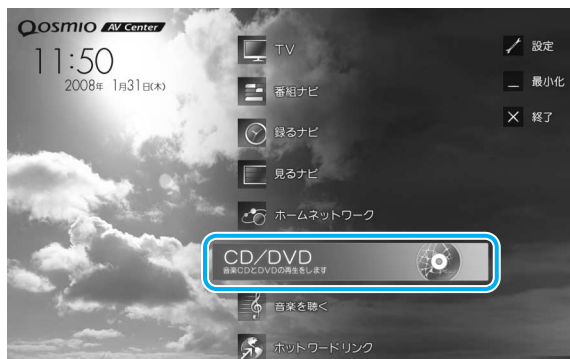 Qosmio AV Center
11:50
2008年 1月31日(木)
TV
番組ナビ
録るナビ
見るナビ
ホームネットワーク
CD/DVD
音楽CDとDVDの再生をします
音楽を聴く
ホットワードリンク
設定
最小化
終了